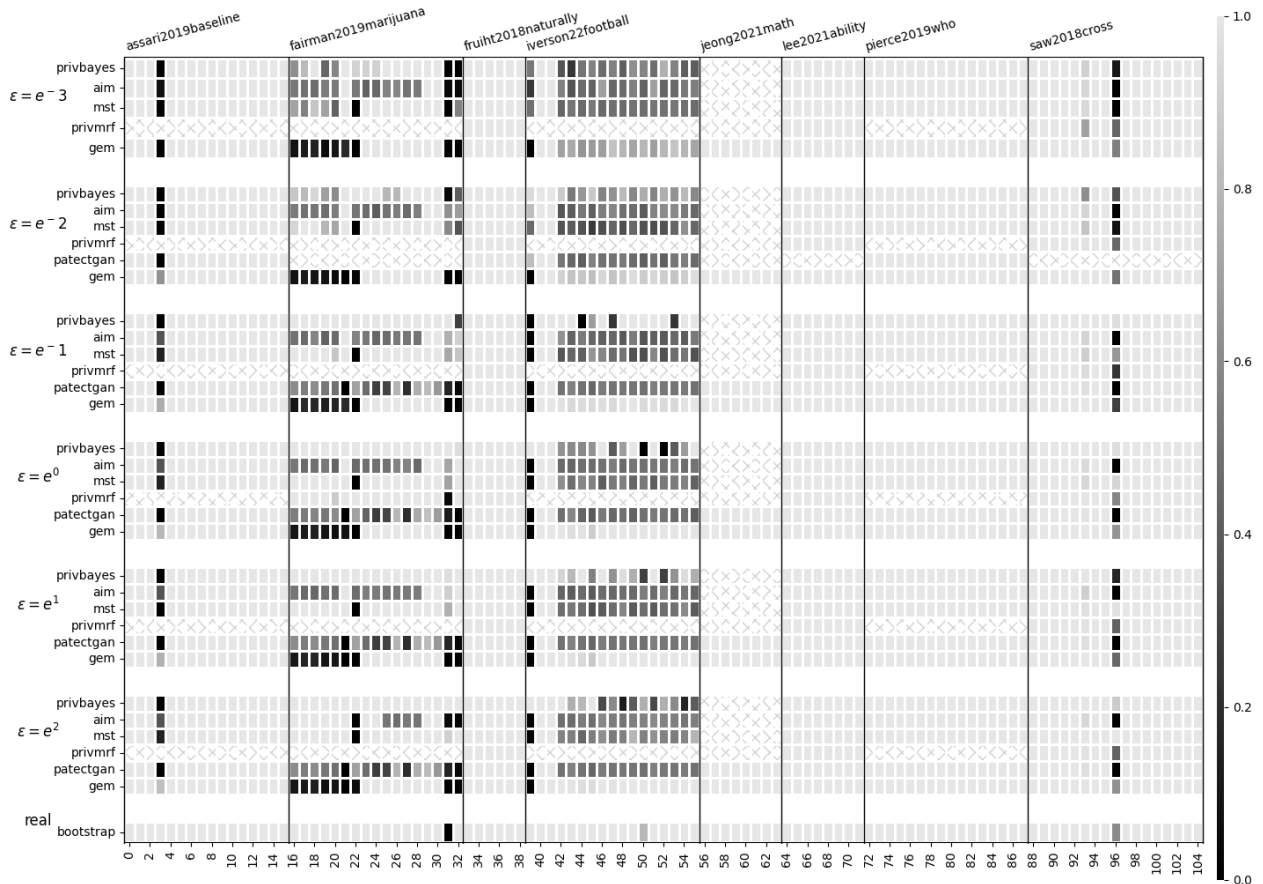 assari2019baseline fairman2019marijuana fruiht2018naturally iverson22football jeong2021math lee2021ability pierce2019who saw2018cross
1.0
privbayes
ε = e⁻3 aim
mst
privmrf
gem
0.8
privbayes
aim
ε = e⁻2 mst
privmrf
patectgan
gem
privbayes
aim
ε = e⁻1 mst
0.6
privmrf
patectgan
gem
privbayes
aim
ε = e⁰ mst
privmrf
patectgan
gem
0.4
privbayes
aim
ε = e¹ mst
privmrf
patectgan
gem
privbayes
0.2
aim
ε = e² mst
privmrf
patectgan
gem
real
bootstrap
0 2 4 6 8 10 12 14 16 18 20 22 24 26 28 30 32 34 36 38 40 42 44 46 48 50 52 54 56 58 60 62 64 66 68 70 72 74 76 78 80 82 84 86 88 90 92 94 96 98 100 102 104
0.0